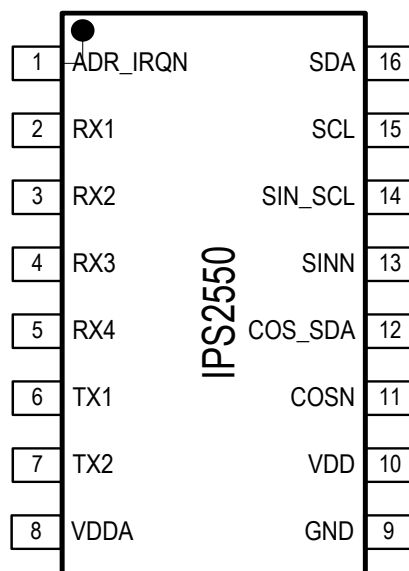 1 ADR_IRQN SDA 16
2 RX1 SCL 15
3 RX2 SIN_SCL 14
4 RX3 SINN 13
IPS2550
5 RX4 COS_SDA 12
6 TX1 COSN 11
7 TX2 VDD 10
8 VDDA GND 9